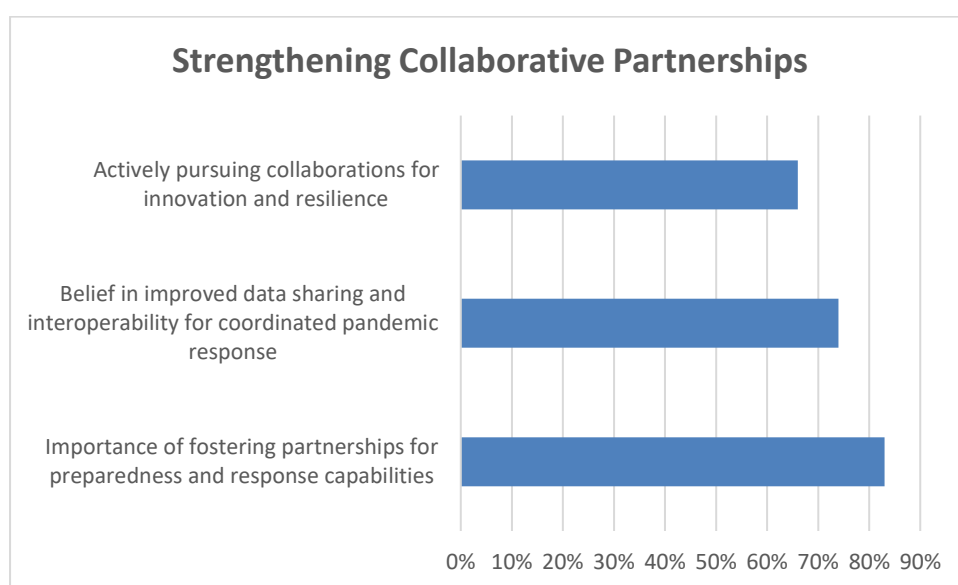 Strengthening Collaborative Partnerships
Actively pursuing collaborations for
innovation and resilience
Belief in improved data sharing and
interoperability for coordinated pandemic
response
Importance of fostering partnerships for
preparedness and response capabilities
0% 10% 20% 30% 40% 50% 60% 70% 80% 90%